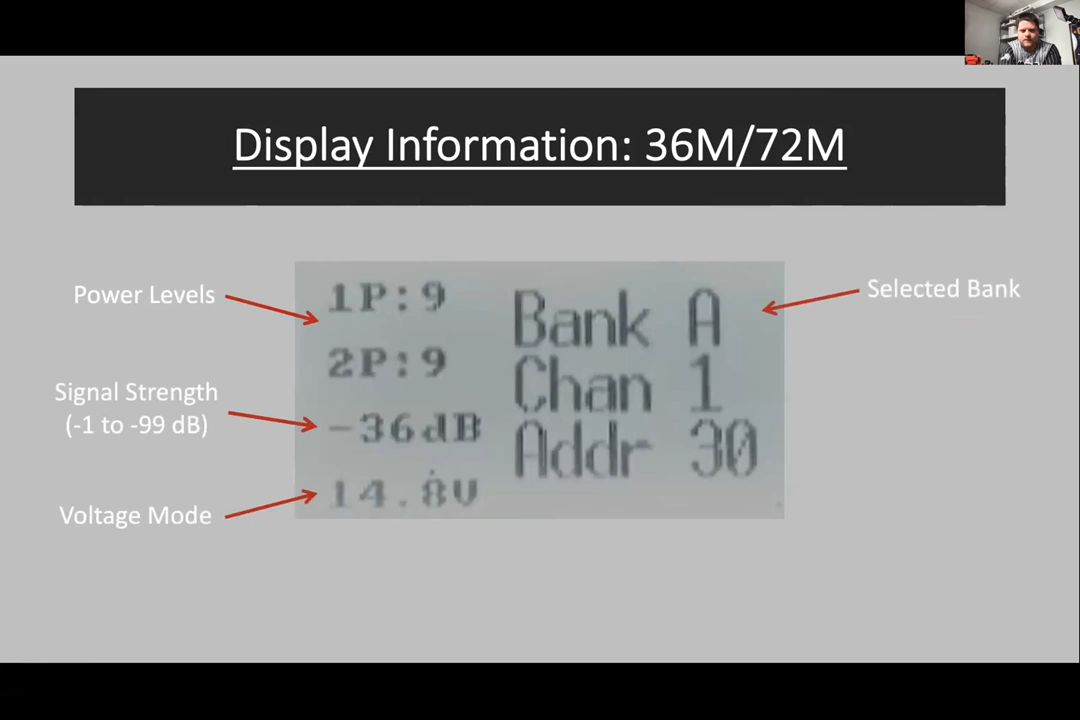 Display Information: 36M/72M
Power Levels
Signal Strength
(-1 to -99 dB)
Voltage Mode
1P:9
2P:9
-36dB
14.8V
Bank A
Chan 1
Addr 30
Selected Bank